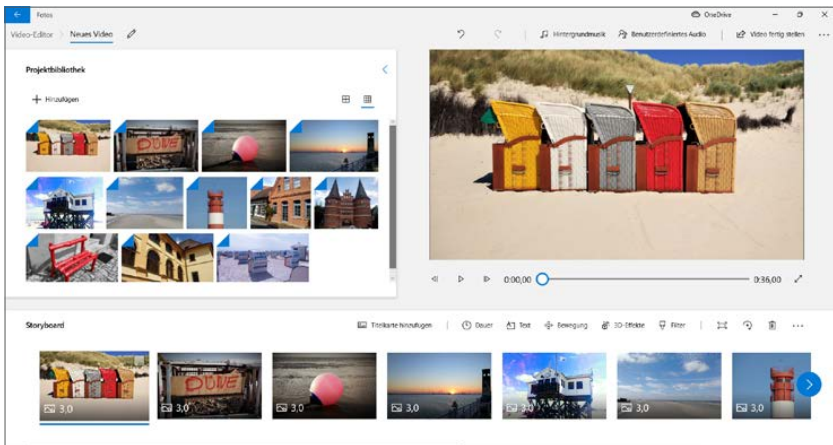 Fotos
OneDrive
Video-Editor
Neues Video
Hintergrundmusik
Benutzerdefiniertes Audio
Video fertig stellen
Projektbibliothek
Hinzufügen
DÜNE
0:00,00
0:36,00
Storyboard
Titelkarte hinzufügen
Dauer
Text
Bewegung
3D-Effekte
Filter
DÜNE
3,0
3,0
3,0
3,0
3,0
3,0
3,0